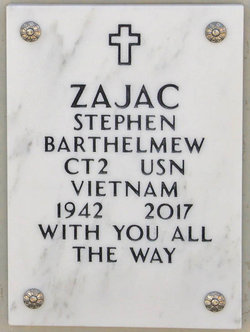 ZAJAC
STEPHEN
BARTHELMEW
CT2 USN
VIETNAM
1942 2017
WITH YOU ALL
THE WAY